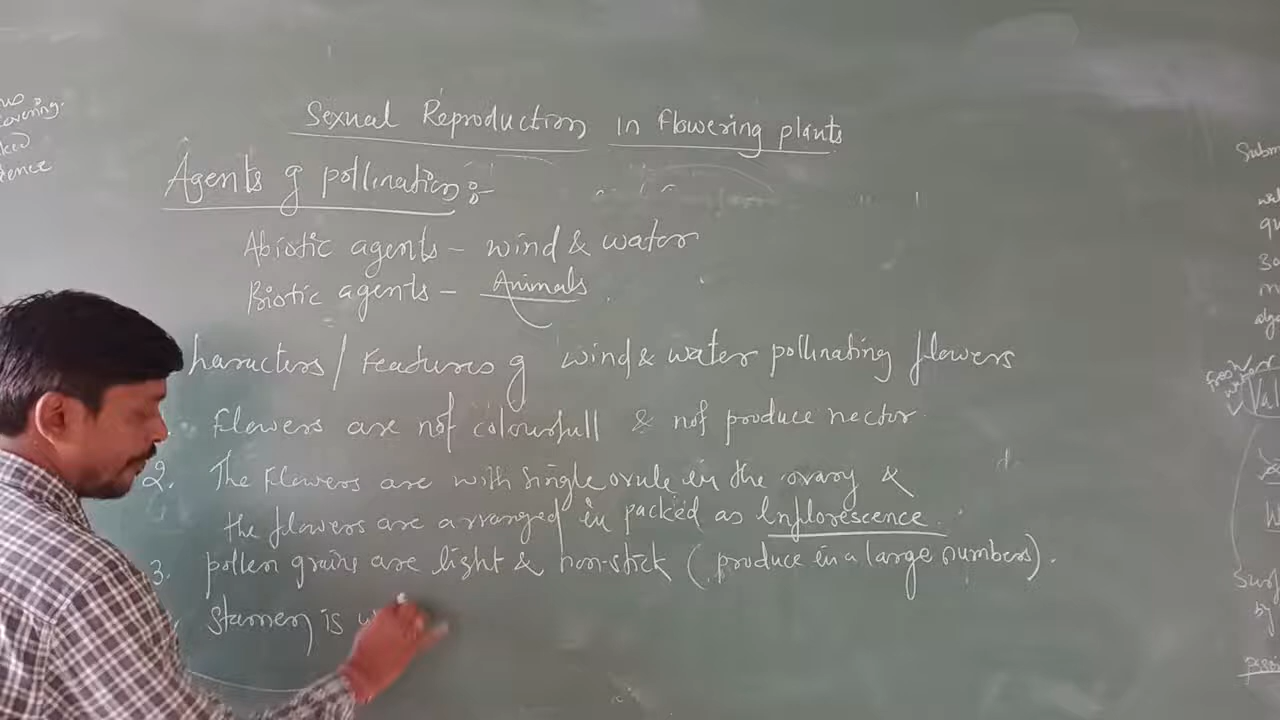 Sexual Reproduction in flowering plants
Agents of pollination:-
Abiotic agents - wind & water
Biotic agents - Animals
haracters/Features of wind & water pollinating flowers
flowers are not colourfull & not produce nector
2. The flowers are with single ovule in the ovary &
the flowers are arranged in packed as Inflorescence.
3. pollen grains are light & non-stick (produce in a large numbers).
Stamen is w